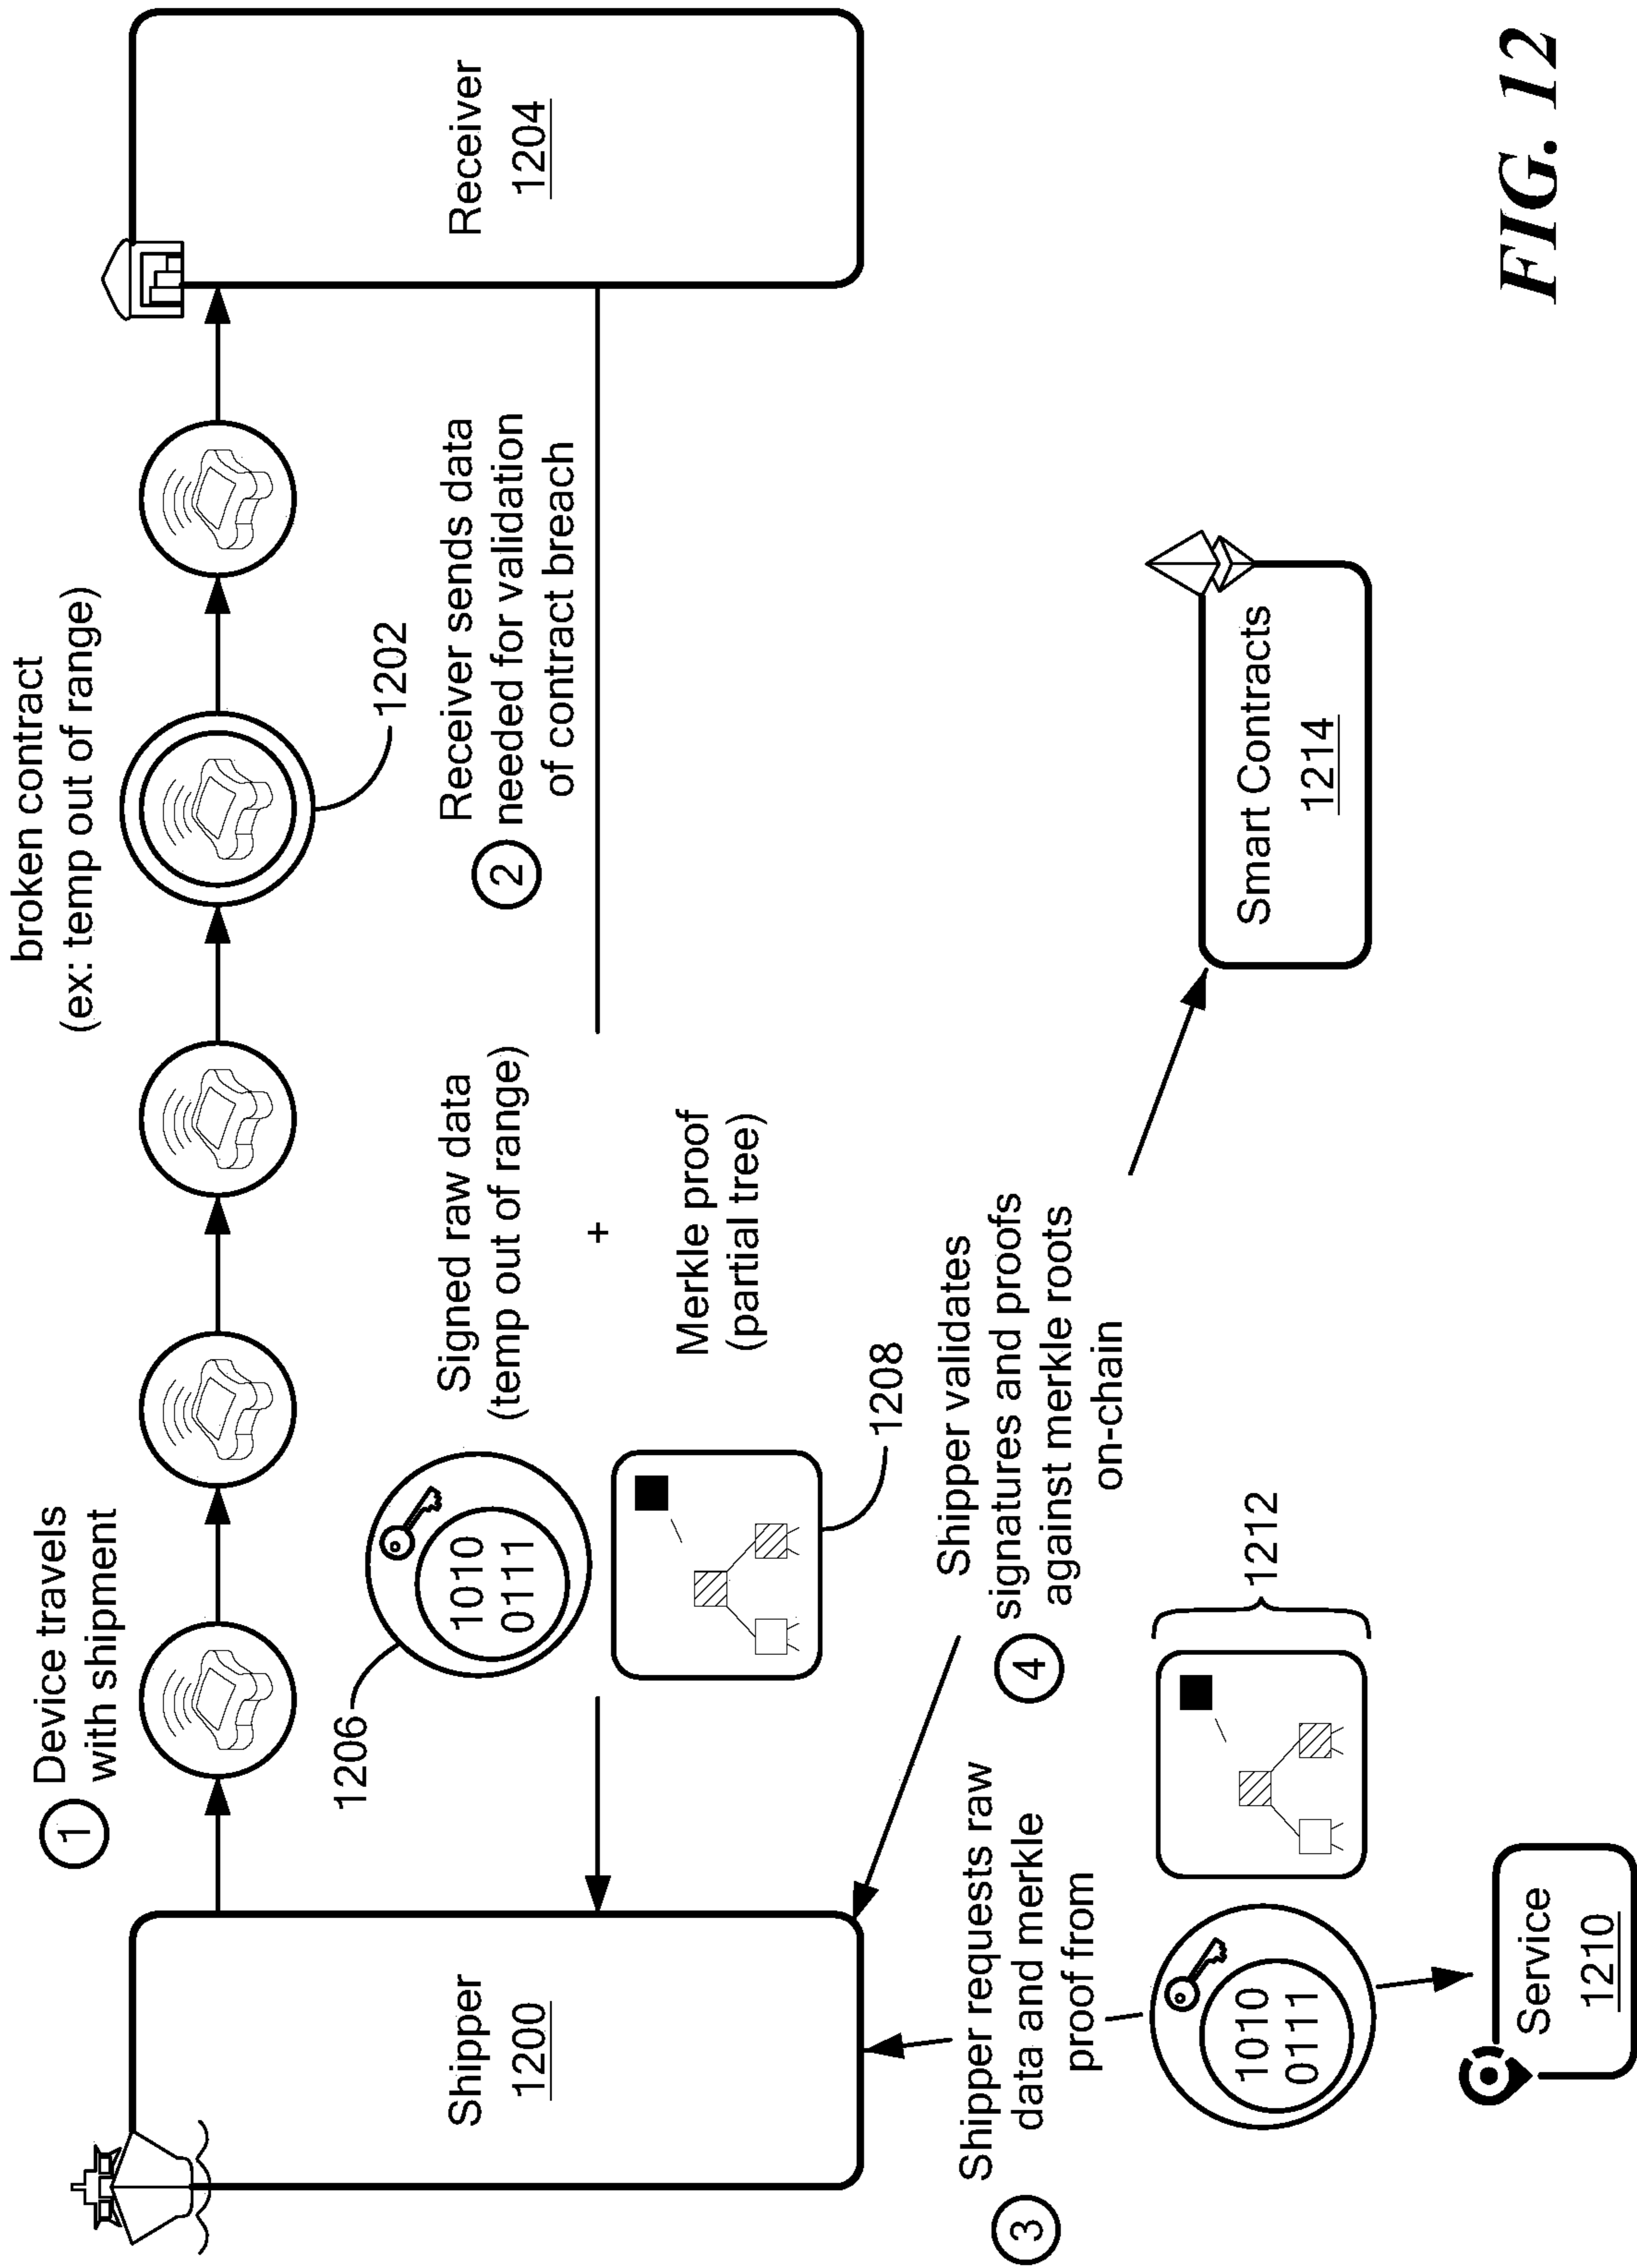 broken contract
(ex: temp out of range)
1 Device travels
with shipment
1202
Shipper
1200
Receiver
1204
2
Receiver sends data
needed for validation
of contract breach
1206
1010
0111
Signed raw data
(temp out of range)
+
Merkle proof
(partial tree)
1208
3
Shipper requests raw
data and merkle
proof from
4
Shipper validates
signatures and proofs
against merkle roots
on-chain
1010
0111
1212
Service
1210
Smart Contracts
1214
FIG. 12